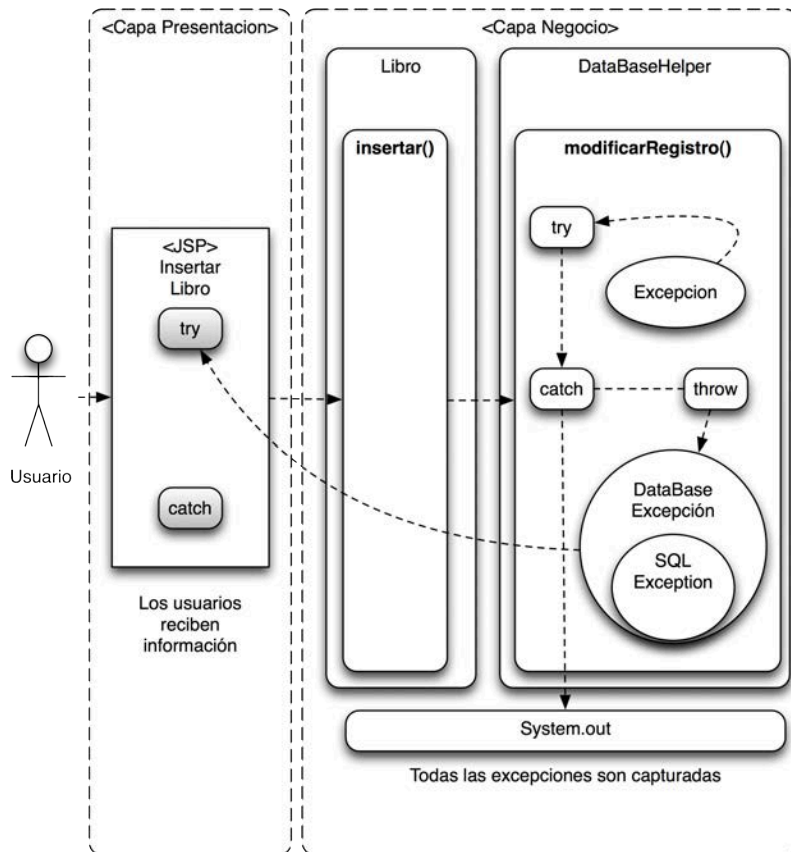 <Capa Presentacion>
<Capa Negocio>
Libro
DataBaseHelper
insertar()
modificarRegistro()
try
Excepcion
<JSP>
Insertar
Libro
try
catch
throw
Usuario
catch
DataBase
Excepción
SQL
Exception
Los usuarios
reciben
información
System.out
Todas las excepciones son capturadas